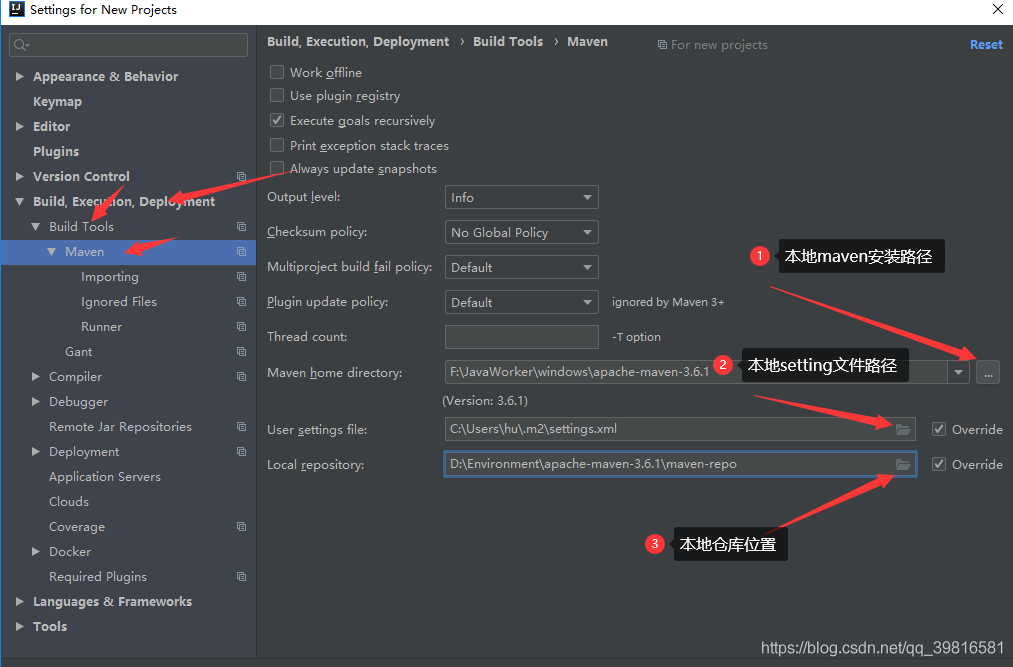 Settings for New Projects
Build, Execution, Deployment › Build Tools › Maven For new projects Reset
Appearance & Behavior
Keymap
Editor
Plugins
Version Control
Build, Execution, Deployment
Build Tools
Maven
Importing
Ignored Files
Runner
Gant
Compiler
Debugger
Remote Jar Repositories
Deployment
Application Servers
Clouds
Coverage
Docker
Required Plugins
Languages & Frameworks
Tools
Work offline
Use plugin registry
Execute goals recursively
Print exception stack traces
Always update snapshots
Output level: Info
Checksum policy: No Global Policy
Multiproject build fail policy: Default
Plugin update policy: Default ignored by Maven 3+
Thread count: -T option
1 本地maven安装路径
Maven home directory: F:\JavaWorker\windows\apache-maven-3.6.1 ...
2 本地setting文件路径
(Version: 3.6.1)
User settings file: C:\Users\hu\.m2\settings.xml Override
Local repository: D:\Environment\apache-maven-3.6.1\maven-repo Override
3 本地仓库位置
https://blog.csdn.net/qq_39816581